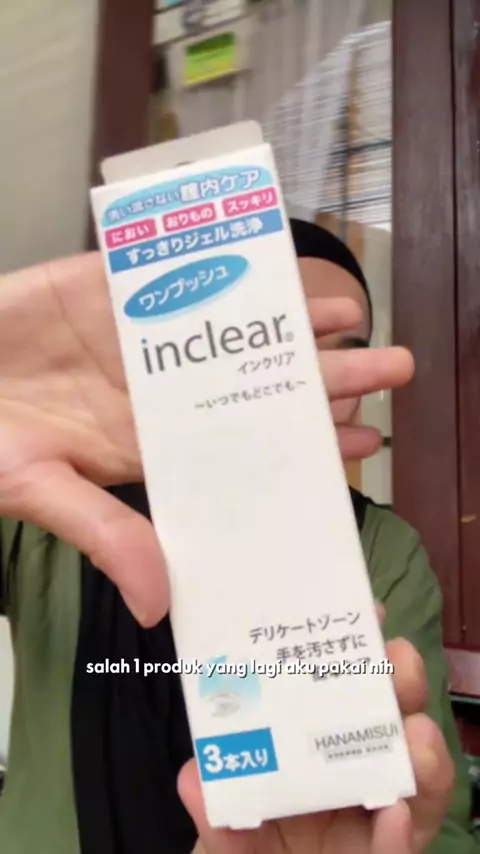 洗い流さない膣内ケア
におい おりもの スッキリ
すっきりジェル洗浄
ワンプッシュ
inclear®
インクリア
～いつでもどこでも～
デリケートゾーン
手を汚さずに
salah 1 produk yang lagi aku pakai nih
3本入り
HANAMISUI